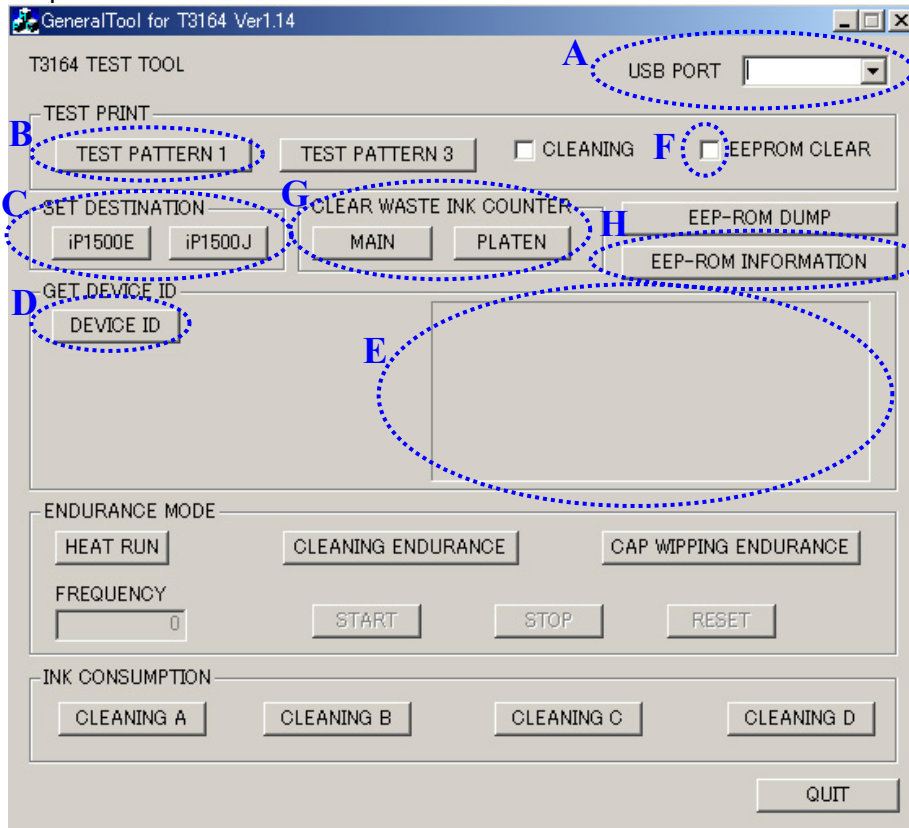 GeneralTool for T3164 Ver1.14
T3164 TEST TOOL
A
USB PORT
TEST PRINT
B
TEST PATTERN 1
TEST PATTERN 3
CLEANING
F
EEPROM CLEAR
C
SET DESTINATION
iP1500E
iP1500J
G
CLEAR WASTE INK COUNTER
MAIN
PLATEN
EEP-ROM DUMP
H
EEP-ROM INFORMATION
GET DEVICE ID
D
DEVICE ID
E
ENDURANCE MODE
HEAT RUN
CLEANING ENDURANCE
CAP WIPPING ENDURANCE
FREQUENCY
0
START
STOP
RESET
INK CONSUMPTION
CLEANING A
CLEANING B
CLEANING C
CLEANING D
QUIT